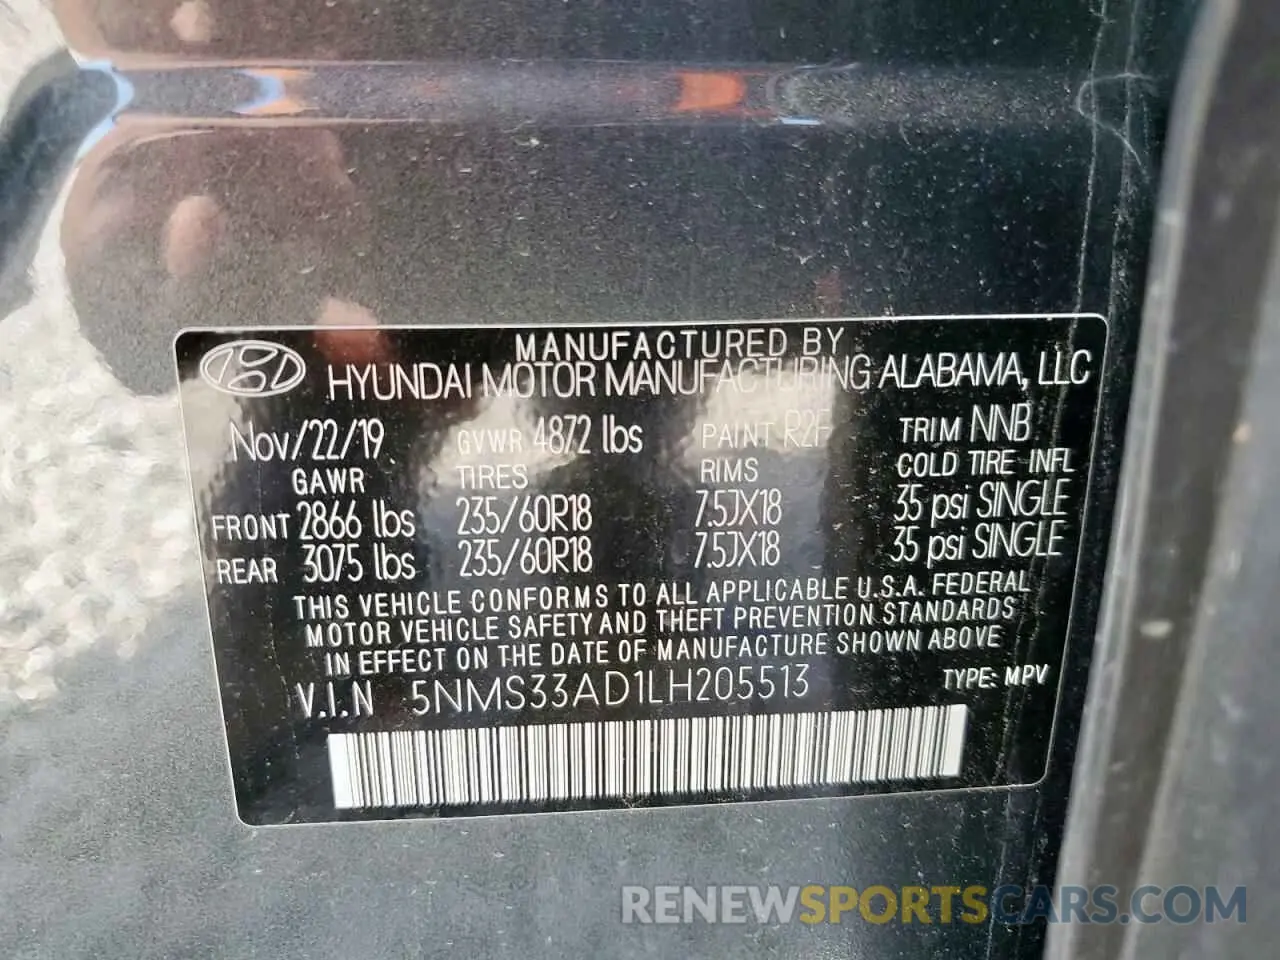 MANUFACTURED BY
HYUNDAI MOTOR MANUFACTURING ALABAMA, LLC
Nov/22/19 GVWR 4872 lbs PAINT R2F TRIM NNB
GAWR TIRES RIMS COLD TIRE INFL
FRONT 2866 lbs 235/60R18 7.5JX18 35 psi SINGLE
REAR 3075 lbs 235/60R18 7.5JX18 35 psi SINGLE
THIS VEHICLE CONFORMS TO ALL APPLICABLE U.S.A. FEDERAL
MOTOR VEHICLE SAFETY AND THEFT PREVENTION STANDARDS
IN EFFECT ON THE DATE OF MANUFACTURE SHOWN ABOVE
V.I.N 5NMS33AD1LH205513 TYPE: MPV
RENEWSPORTSCARS.COM